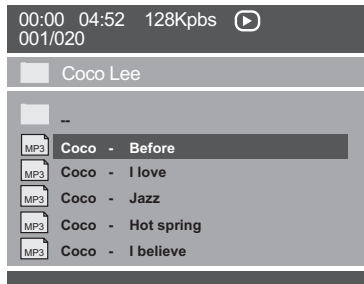 00:00 04:52 128Kpbs
001/020
Coco Lee
--
MP3 Coco - Before
MP3 Coco - I love
MP3 Coco - Jazz
MP3 Coco - Hot spring
MP3 Coco - I believe